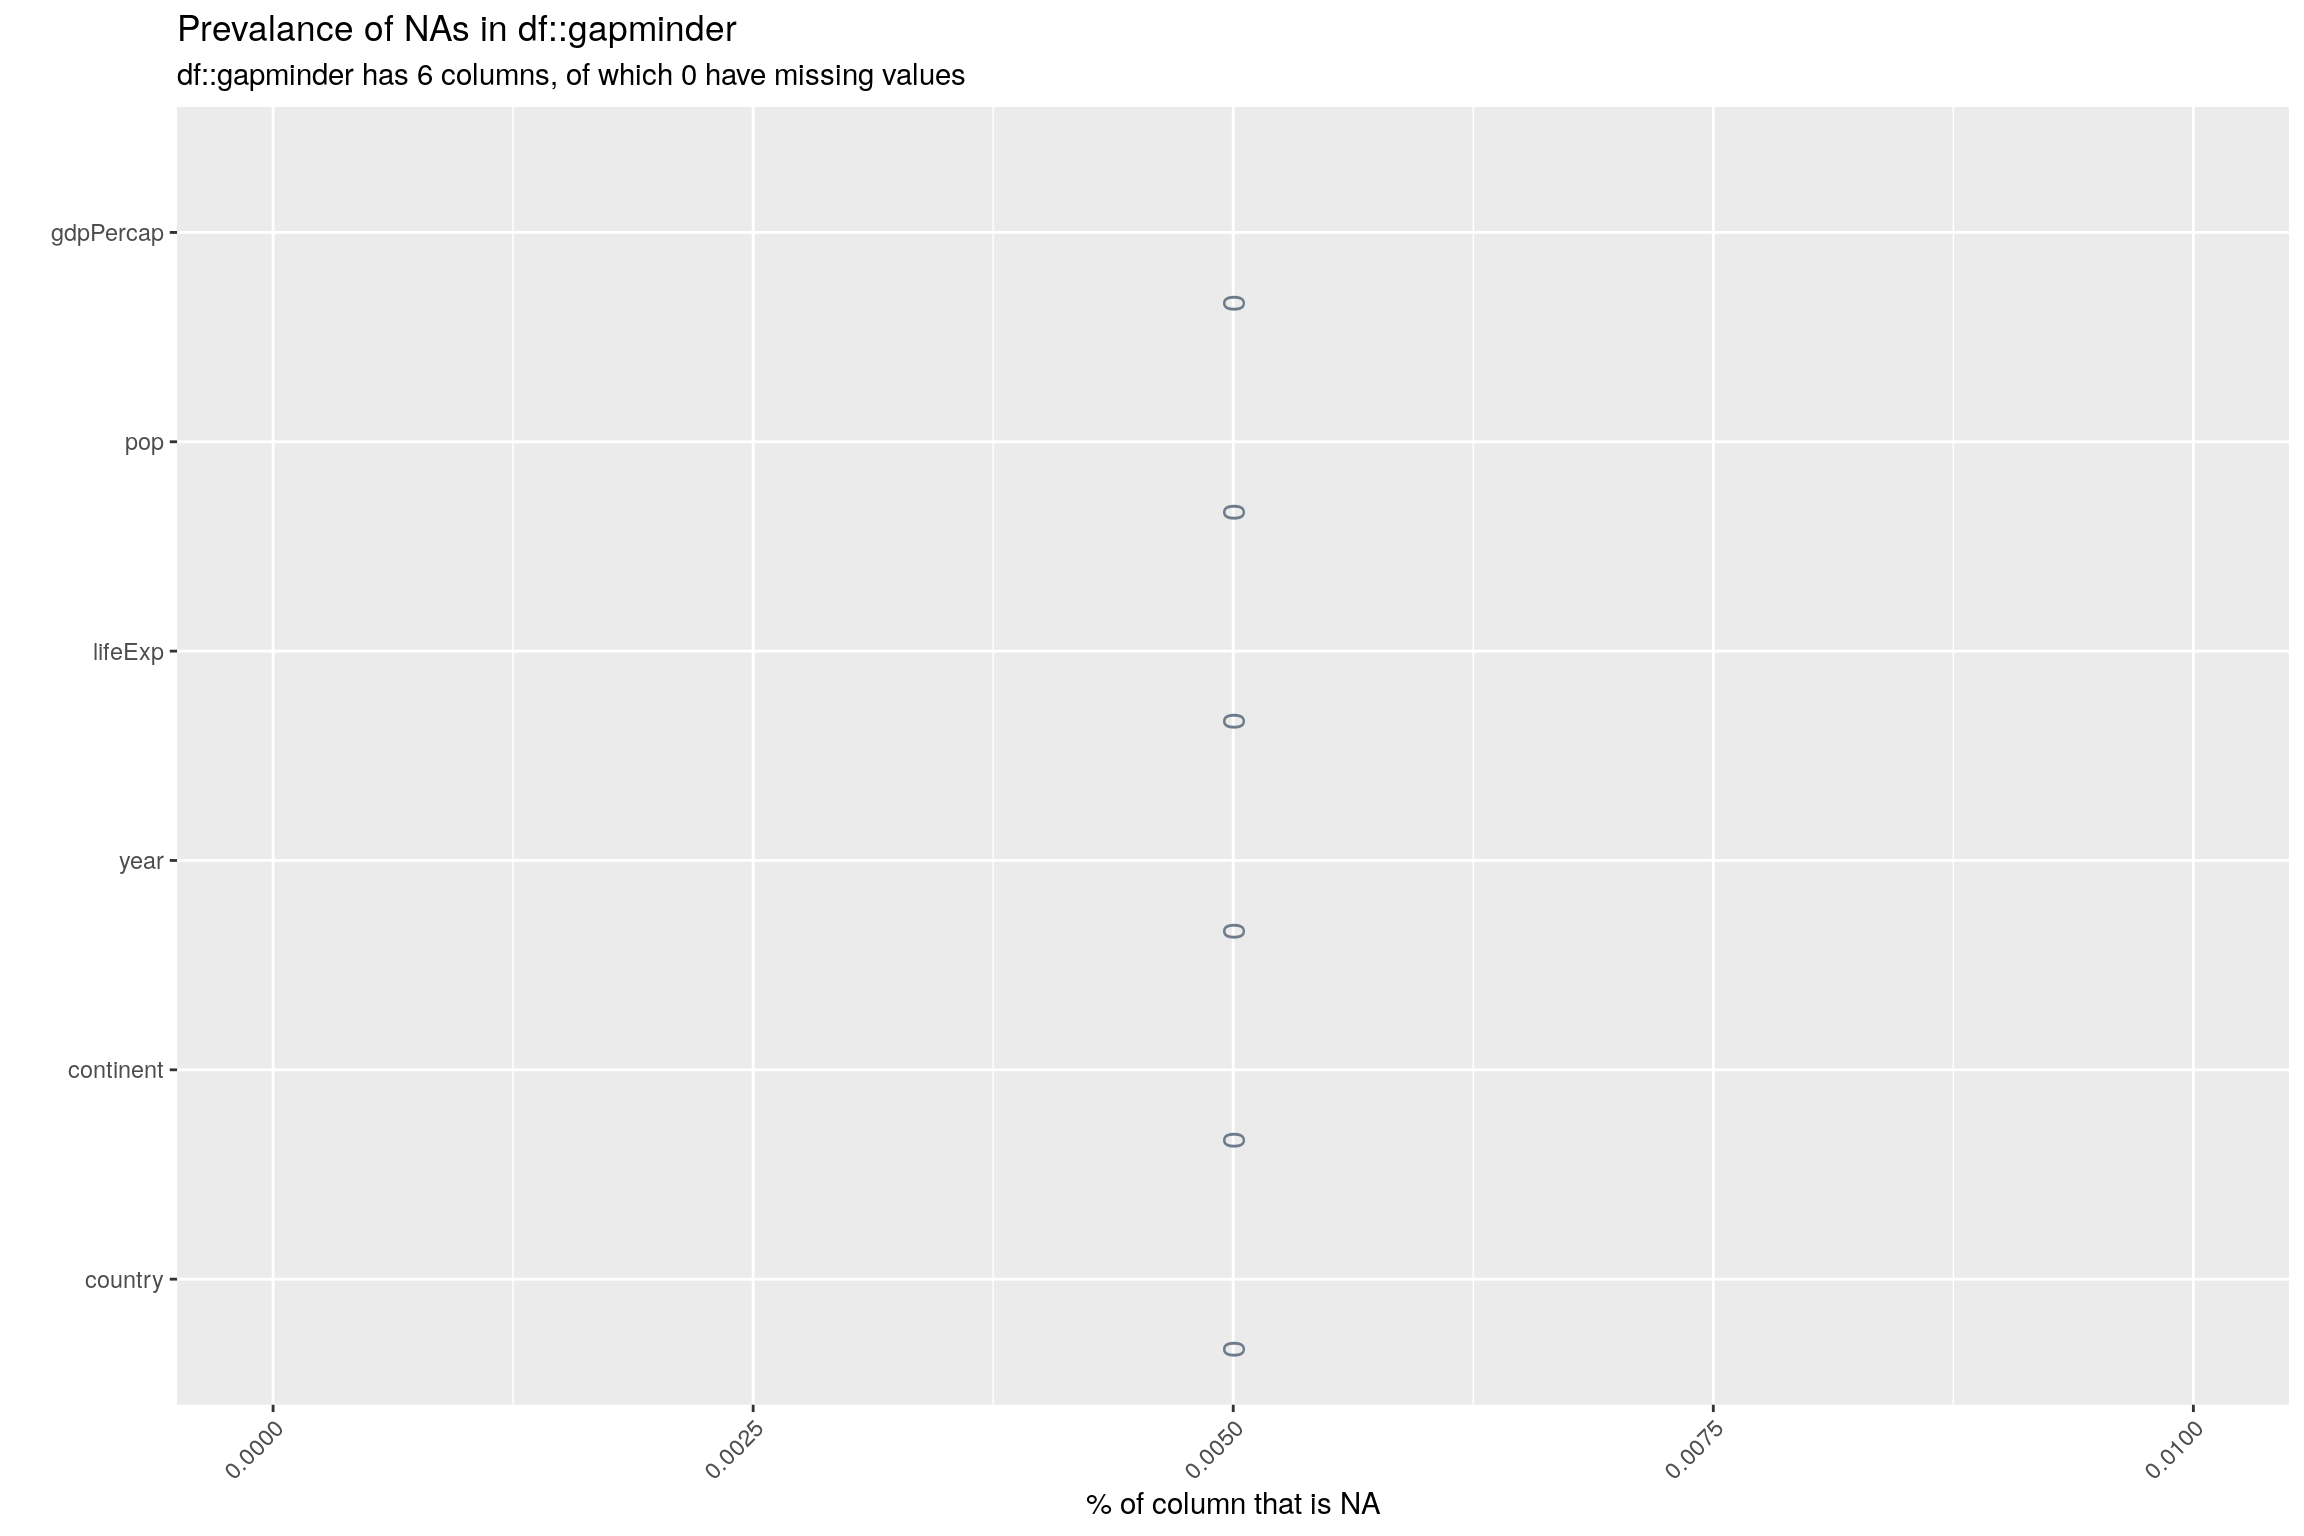 Prevalance of NAs in df::gapminder
df::gapminder has 6 columns, of which 0 have missing values
gdpPercap
0
pop
0
lifeExp
0
year
0
continent
0
country
0
0.0000
0.0025
0.0050
0.0075
0.0100
% of column that is NA